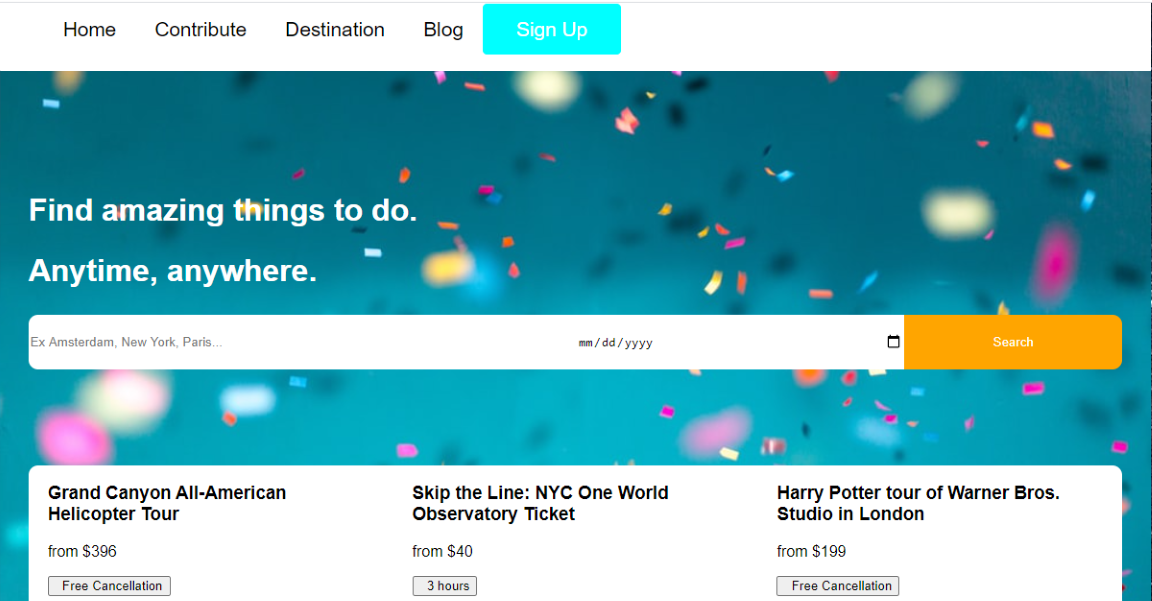 Home Contribute Destination Blog Sign Up
Find amazing things to do.
Anytime, anywhere.
Ex Amsterdam, New York, Paris... mm/dd/yyyy Search
Grand Canyon All-American
Helicopter Tour
from $396
Free Cancellation
Skip the Line: NYC One World
Observatory Ticket
from $40
3 hours
Harry Potter tour of Warner Bros.
Studio in London
from $199
Free Cancellation